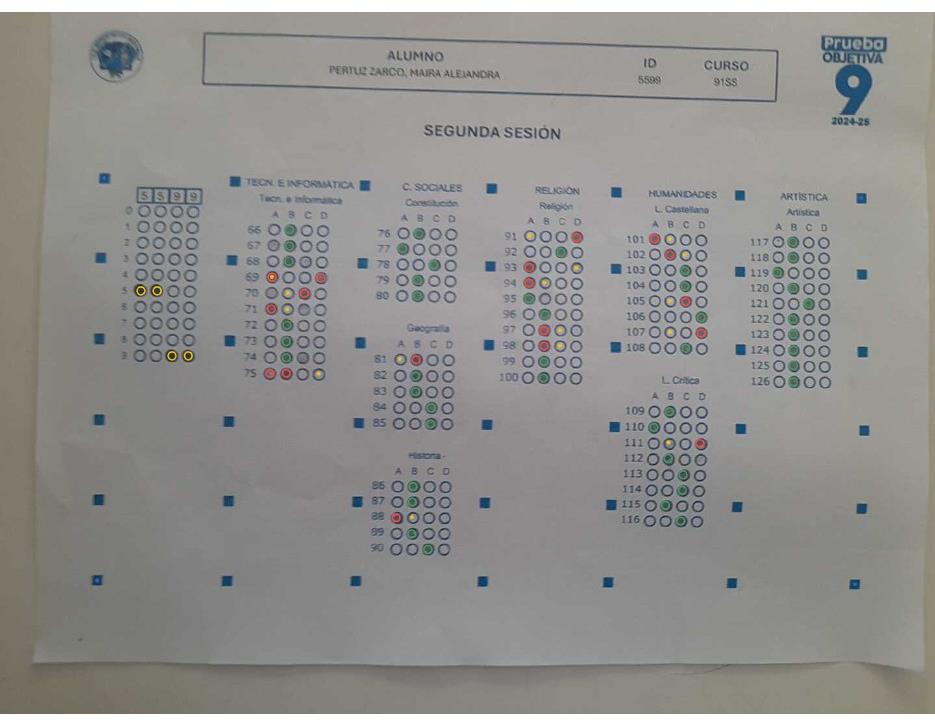 Prueba
OBJETIVA
9
2024-25
ALUMNO ID CURSO
PERTUZ ZARCO, MAIRA ALEJANDRA 5599 91SS
SEGUNDA SESIÓN
5 5 9 9
0
1
2
3
4
5
6
7
8
9
TECN. E INFORMÁTICA
Tecn. e Informática
A B C D
66
67
68
69
70
71
72
73
74
75
C. SOCIALES
Constitución
A B C D
76
77
78
79
80
Geografía
A B C D
81
82
83
84
85
Historia -
A B C D
86
87
88
89
90
RELIGIÓN
Religión
A B C D
91
92
93
94
95
96
97
98
99
100
HUMANIDADES
L. Castellana
A B C D
101
102
103
104
105
106
107
108
L. Crítica
A B C D
109
110
111
112
113
114
115
116
ARTÍSTICA
Artística
A B C D
117
118
119
120
121
122
123
124
125
126